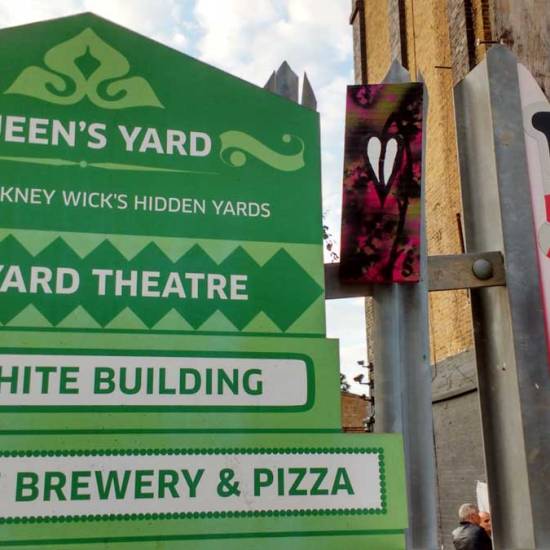 UEEN'S YARD
KNEY WICK'S HIDDEN YARDS
YARD THEATRE
HITE BUILDING
BREWERY & PIZZA